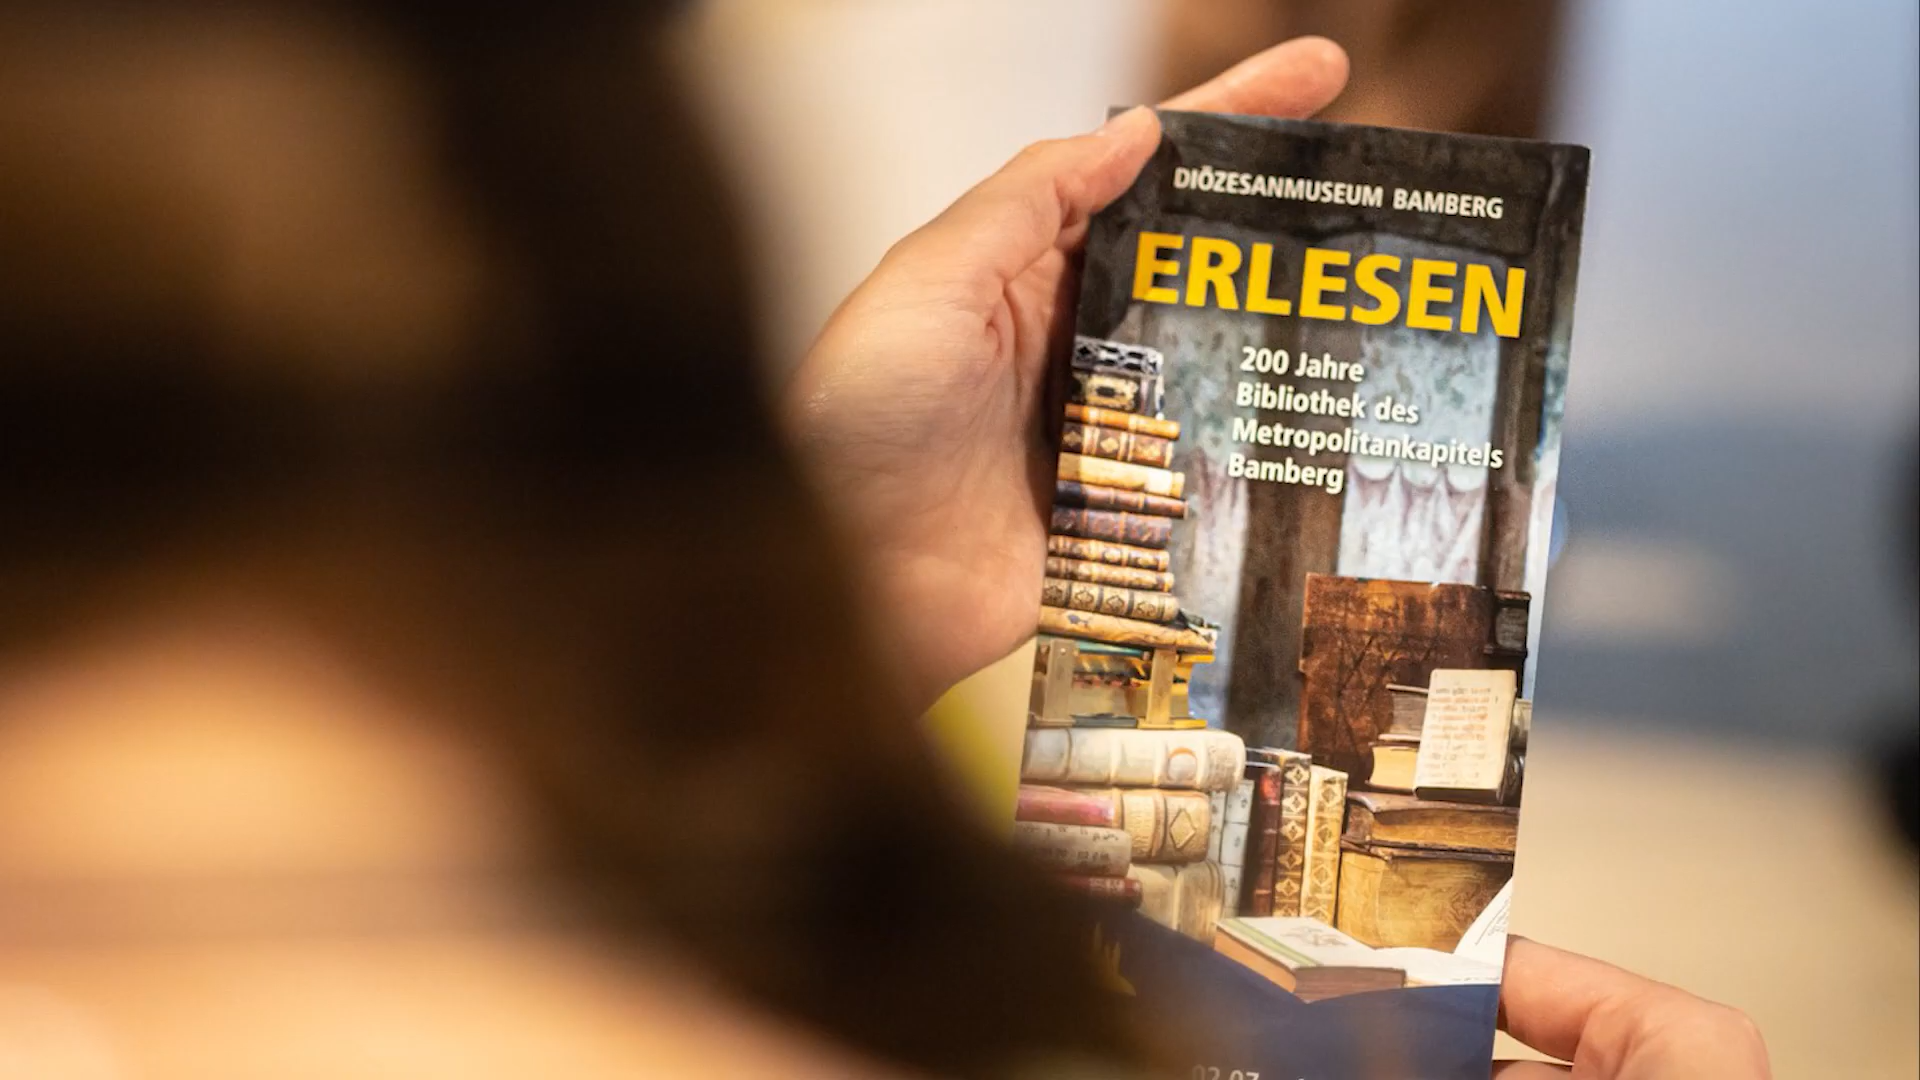 DIÖZESANMUSEUM BAMBERG
ERLESEN
200 Jahre
Bibliothek des
Metropolitankapitels
Bamberg